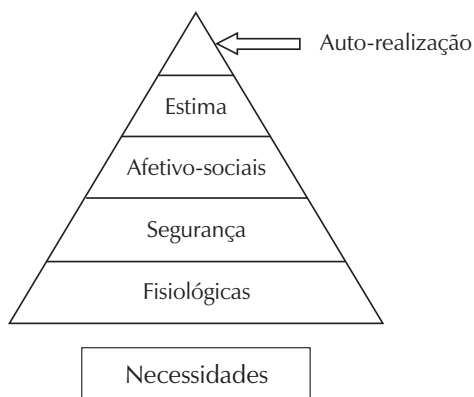 Auto-realização
Estima
Afetivo-sociais
Segurança
Fisiológicas
Necessidades